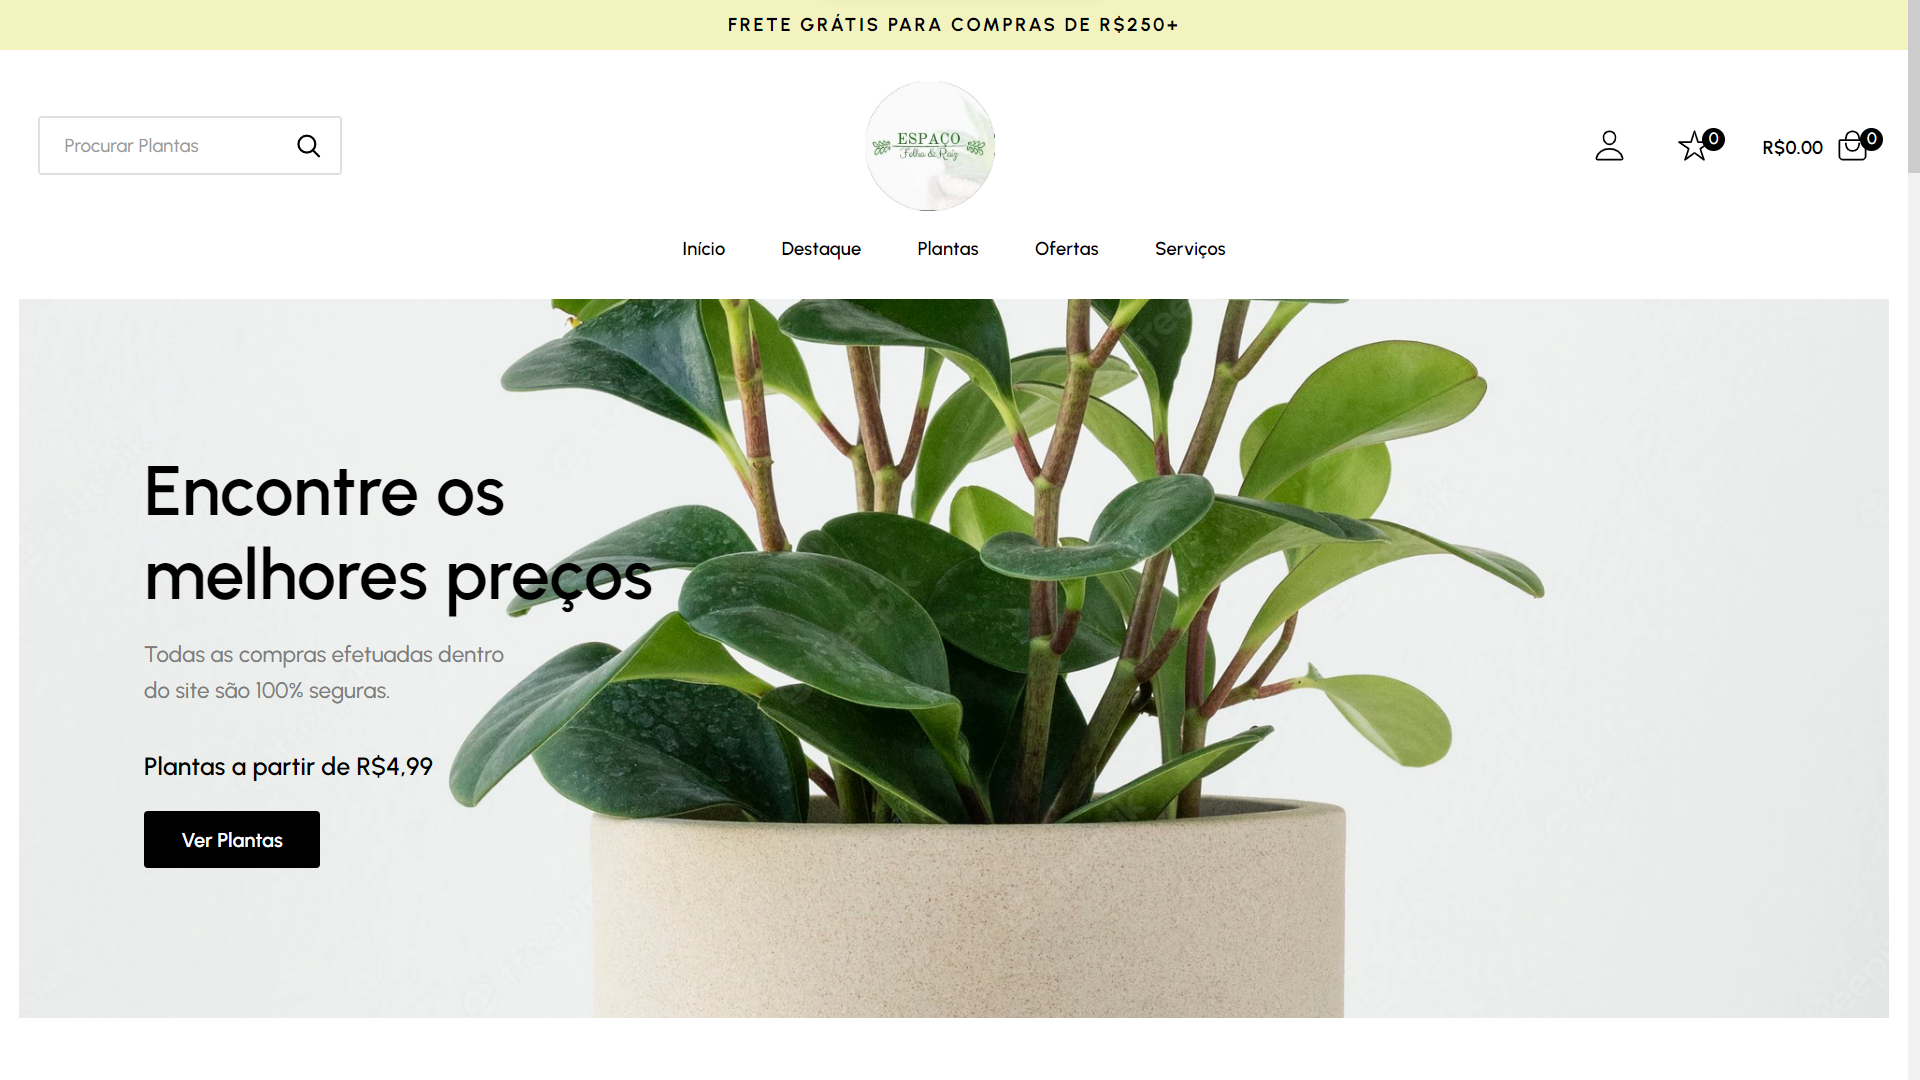 FRETE GRÁTIS PARA COMPRAS DE R$250+
Procurar Plantas
ESPAÇO
Folha & Raiz
0
R$0.00
0
Início
Destaque
Plantas
Ofertas
Serviços
Encontre os
melhores preços
Todas as compras efetuadas dentro
do site são 100% seguras.
Plantas a partir de R$4,99
Ver Plantas